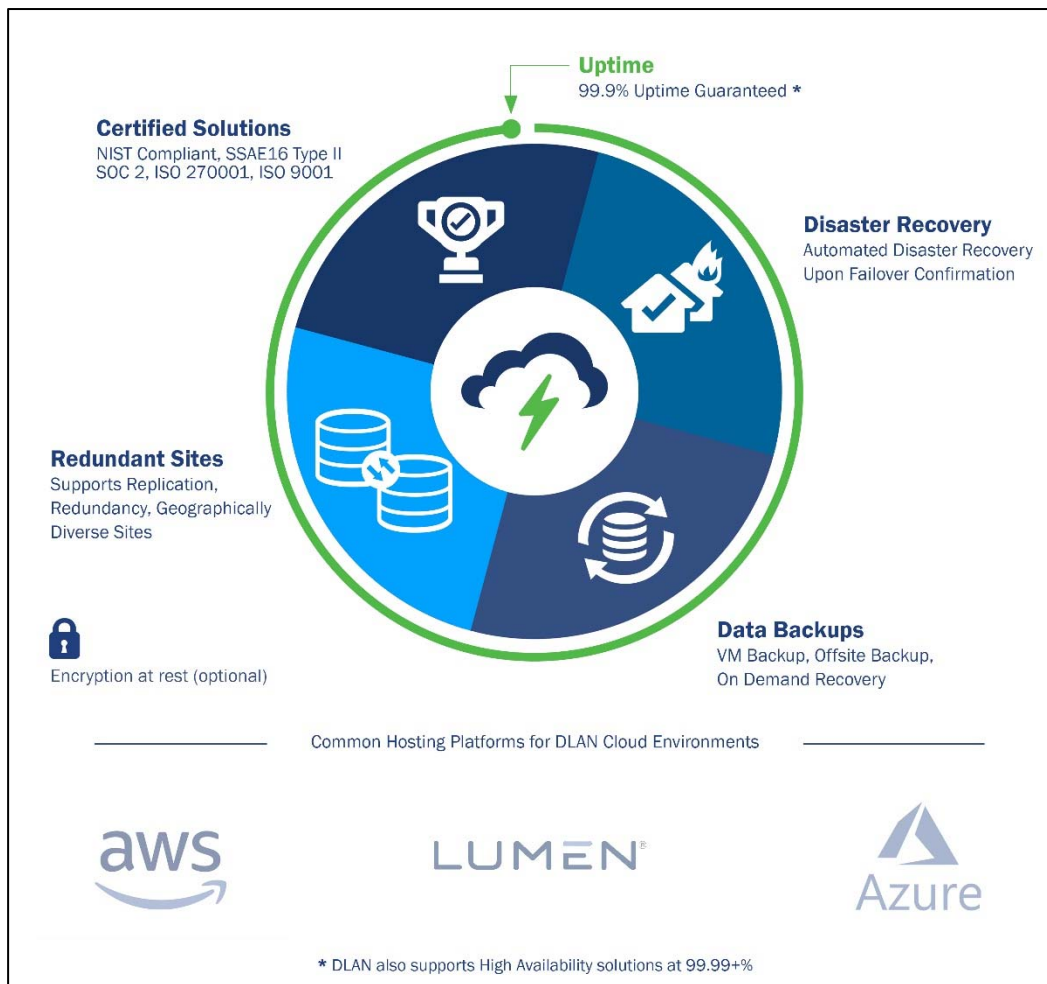 Uptime
99.9% Uptime Guaranteed *
Certified Solutions
NIST Compliant, SSAE16 Type II
SOC 2, ISO 270001, ISO 9001
Disaster Recovery
Automated Disaster Recovery
Upon Failover Confirmation
Redundant Sites
Supports Replication,
Redundancy, Geographically
Diverse Sites
Data Backups
VM Backup, Offsite Backup,
On Demand Recovery
Encryption at rest (optional)
Common Hosting Platforms for DLAN Cloud Environments
aws
LUMEN®
Azure
* DLAN also supports High Availability solutions at 99.99+%